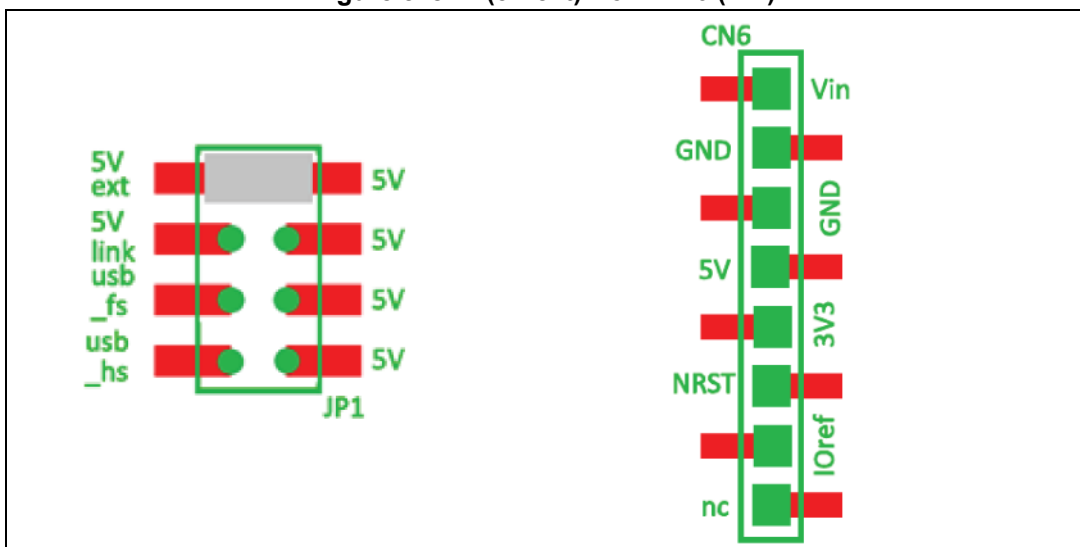 CN6
Vin
GND
GND
5V
3V3
NRST
IOref
nc
5V
ext
5V
5V
link
5V
usb
_fs
5V
usb
_hs
5V
JP1